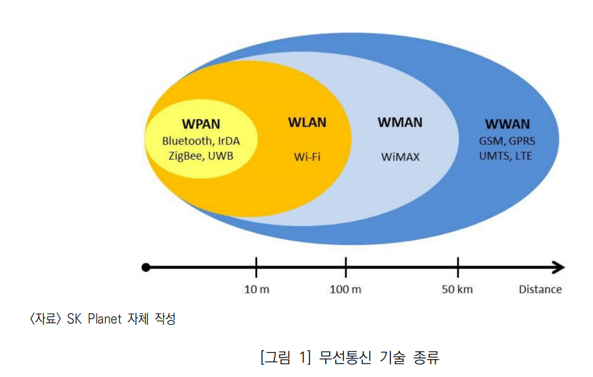 WPAN
Bluetooth, IrDA
ZigBee, UWB
WLAN
Wi-Fi
WMAN
WiMAX
WWAN
GSM, GPRS
UMTS, LTE
10 m 100 m 50 km Distance
<자료> SK Planet 자체 작성
[그림 1] 무선통신 기술 종류